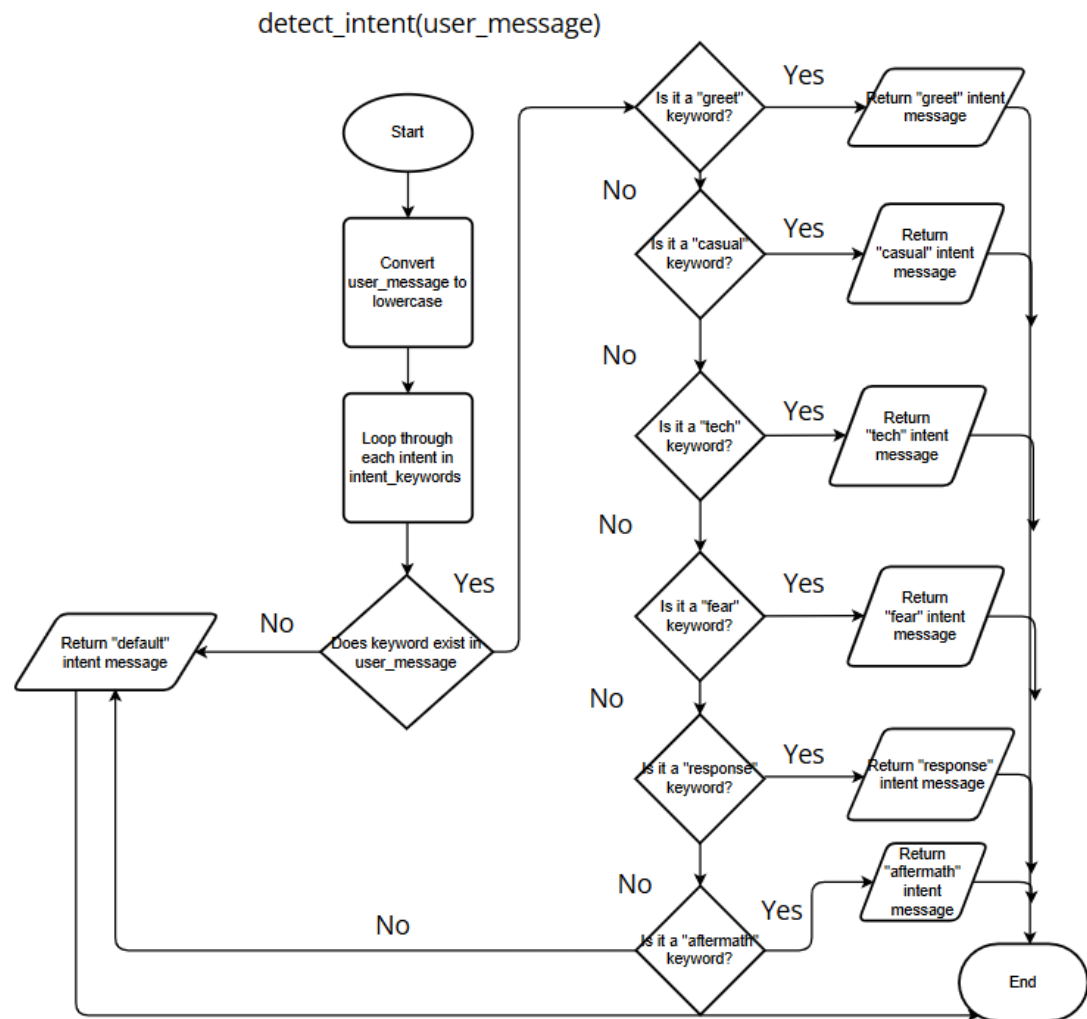 detect_intent(user_message)
Start
Convert
user_message to
lowercase
Loop through
each intent in
intent_keywords
Does keyword exist in
user_message
No
Return "default"
intent message
Yes
Is it a "greet"
keyword?
Yes
Return "greet" intent
message
No
Is it a "casual"
keyword?
Yes
Return
"casual" intent
message
No
Is it a "tech"
keyword?
Yes
Return
"tech" intent
message
No
Is it a "fear"
keyword?
Yes
Return
"fear" intent
message
No
Is it a "response"
keyword?
Yes
Return "response"
intent message
No
Is it a "aftermath"
keyword?
Yes
Return
"aftermath"
intent
message
No
End